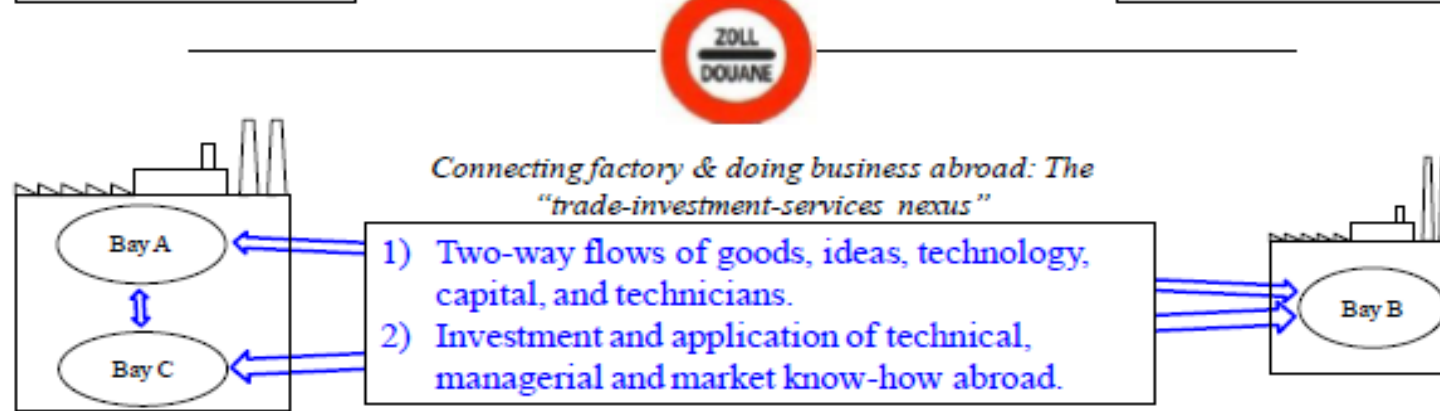 ZOLL
DOUANE
Connecting factory & doing business abroad: The
“trade-investment-services nexus”
Bay A
1) Two-way flows of goods, ideas, technology,
capital, and technicians.
Bay B
2) Investment and application of technical,
managerial and market know-how abroad.
Bay C